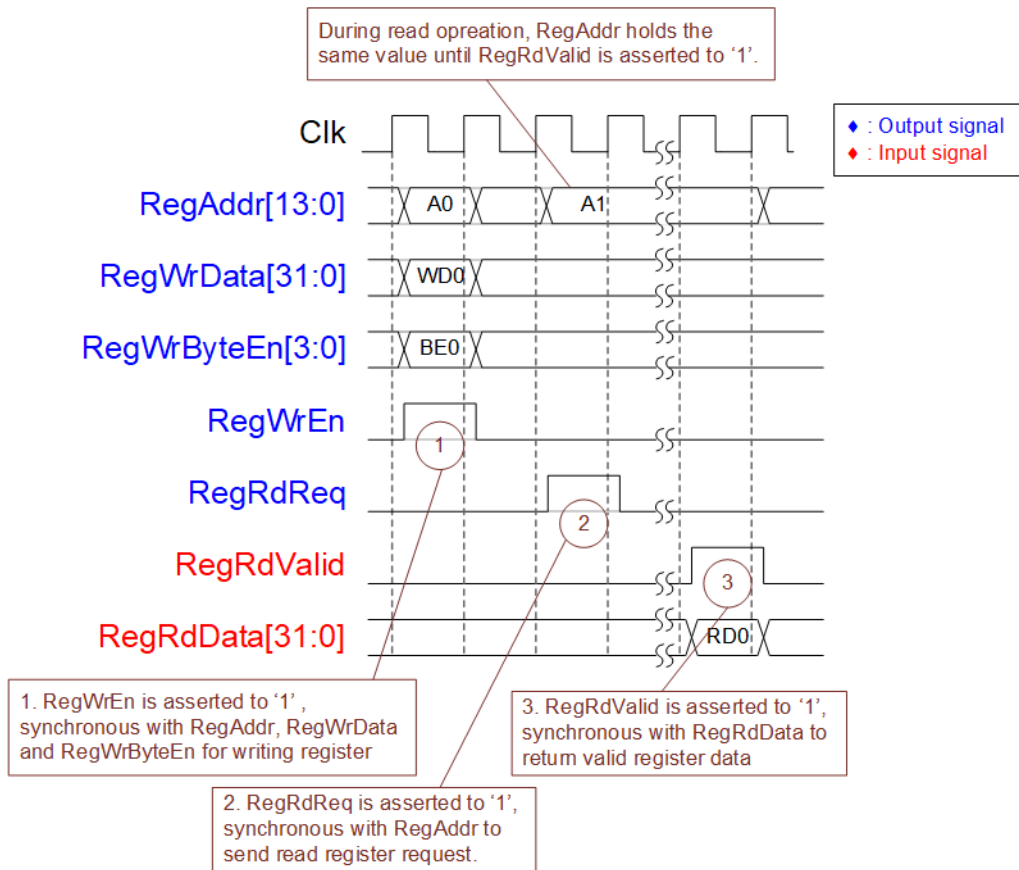 During read opreation, RegAddr holds the
same value until RegRdValid is asserted to ‘1’.
Clk
♦ : Output signal
♦ : Input signal
RegAddr[13:0]
A0
A1
RegWrData[31:0]
WD0
RegWrByteEn[3:0]
BE0
RegWrEn
1
RegRdReq
2
RegRdValid
3
RegRdData[31:0]
RD0
1. RegWrEn is asserted to ‘1’ ,
synchronous with RegAddr, RegWrData
and RegWrByteEn for writing register
3. RegRdValid is asserted to ‘1’,
synchronous with RegRdData to
return valid register data
2. RegRdReq is asserted to ‘1’,
synchronous with RegAddr to
send read register request.